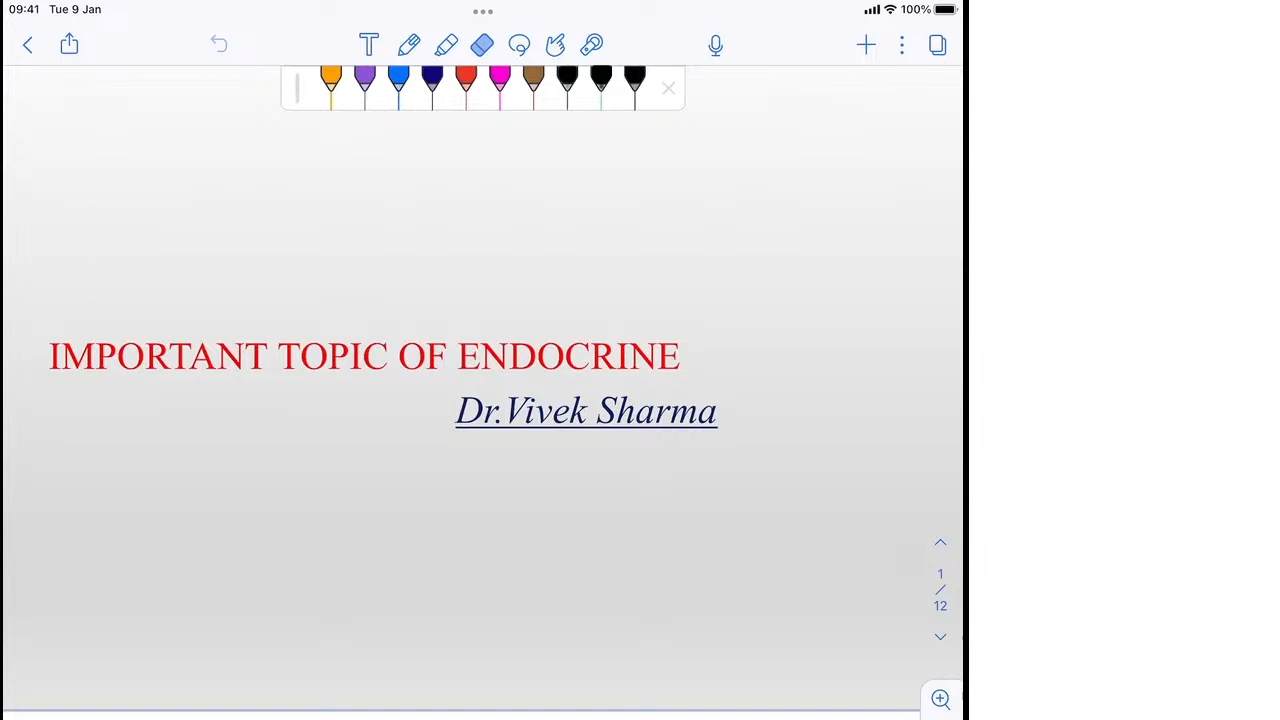 09:41 Tue 9 Jan 100%
T
IMPORTANT TOPIC OF ENDOCRINE
Dr.Vivek Sharma
1
/
12